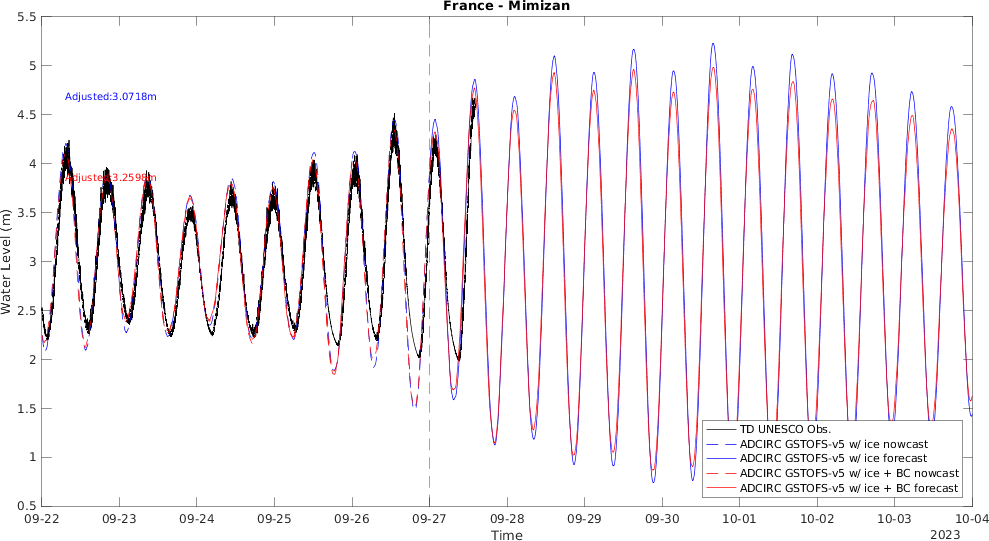 France - Mimizan
5.5
5
4.5
4
3.5
3
2.5
2
1.5
1
0.5
Water Level (m)
Adjusted:3.0718m
Adjusted:3.2598m
TD UNESCO Obs.
ADCIRC GSTOFS-v5 w/ ice nowcast
ADCIRC GSTOFS-v5 w/ ice forecast
ADCIRC GSTOFS-v5 w/ ice + BC nowcast
ADCIRC GSTOFS-v5 w/ ice + BC forecast
09-22 09-23 09-24 09-25 09-26 09-27 09-28 09-29 09-30 10-01 10-02 10-03 10-04
Time
2023